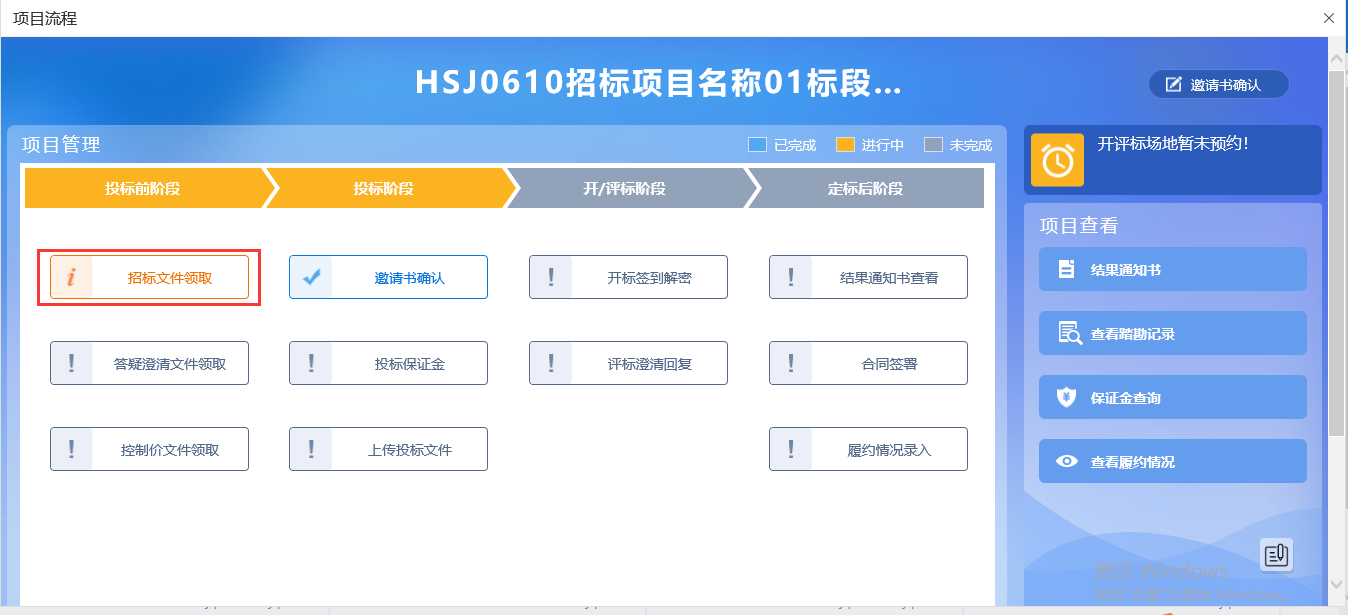 项目流程
HSJ0610招标项目名称01标段...
邀请书确认
项目管理
已完成
进行中
未完成
开评标场地暂未预约!
投标前阶段
投标阶段
开/评标阶段
定标后阶段
项目查看
招标文件领取
邀请书确认
开标签到解密
结果通知书查看
结果通知书
答疑澄清文件领取
投标保证金
评标澄清回复
合同签署
查看踏勘记录
保证金查询
控制价文件领取
上传投标文件
履约情况录入
查看履约情况
激活 Windows